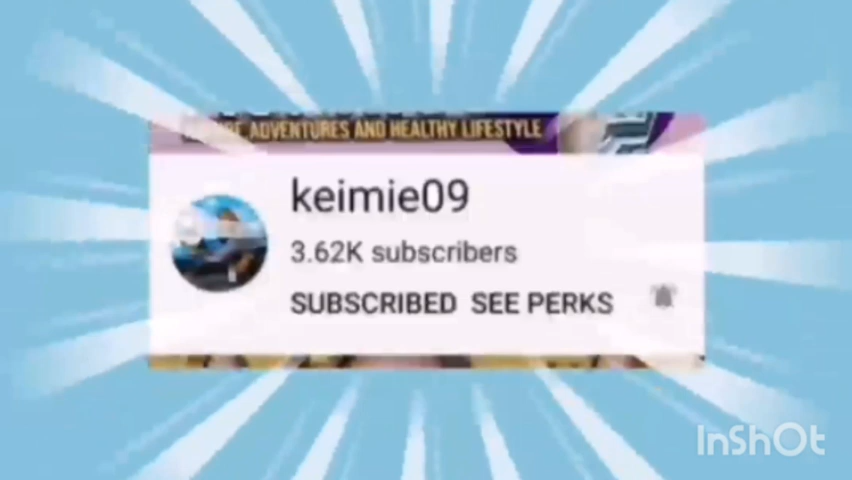 ADVENTURES AND HEALTHY LIFESTYLE
keimie09
3.62K subscribers
SUBSCRIBED SEE PERKS
InShOt